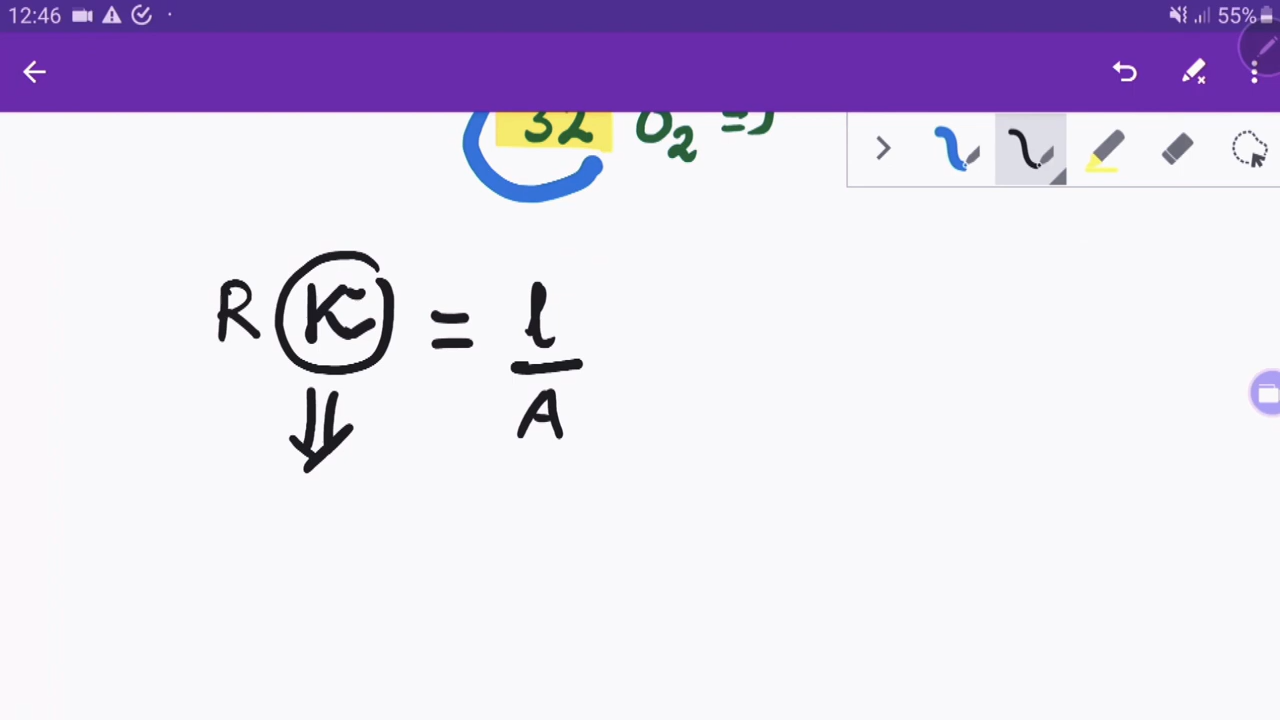 12:46
55%
32 O₂ ⇒
R K = l
A